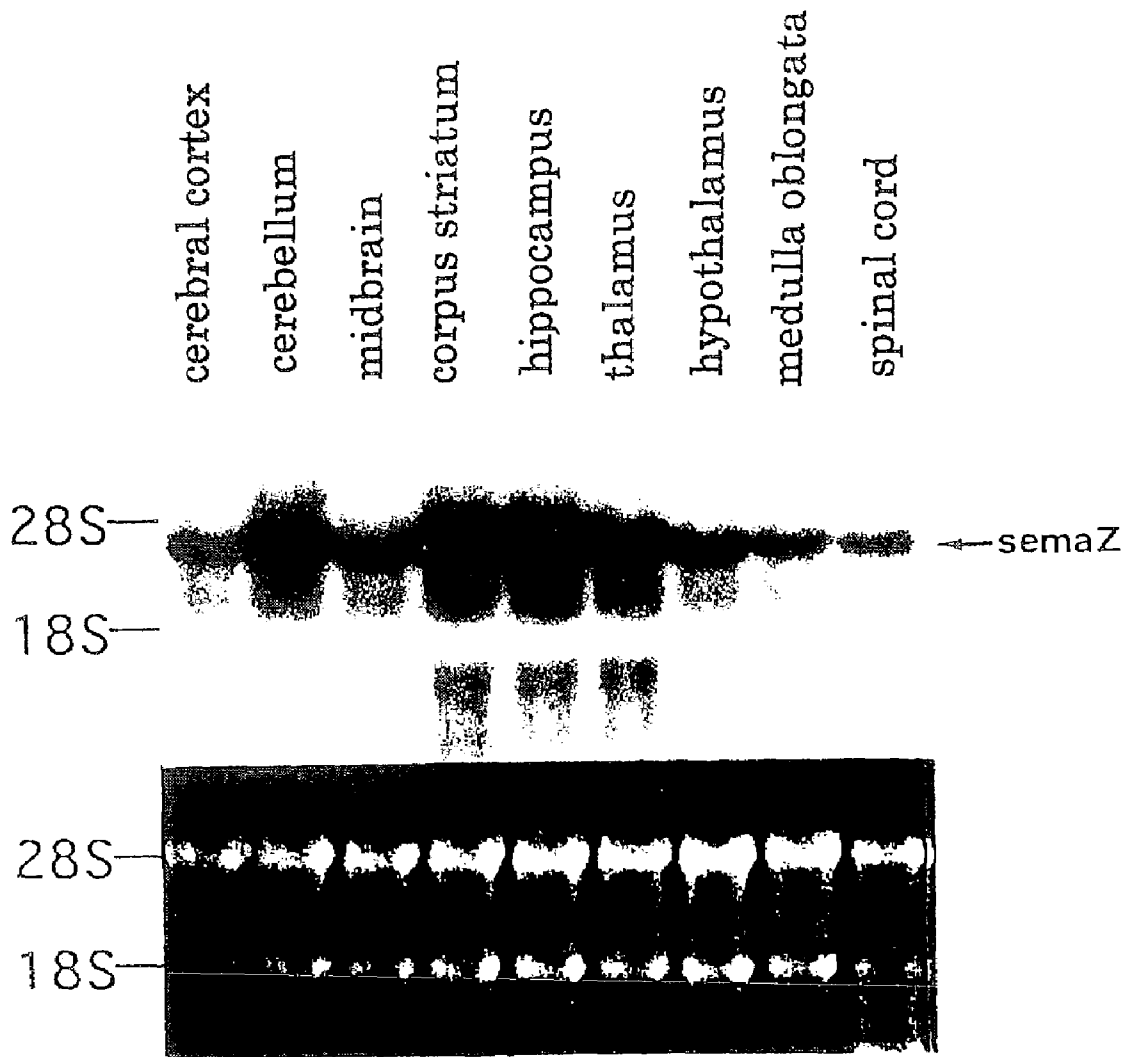 cerebral cortex
cerebellum
midbrain
corpus striatum
hippocampus
thalamus
hypothalamus
medulla oblongata
spinal cord
28S
semaZ
18S
28S
18S